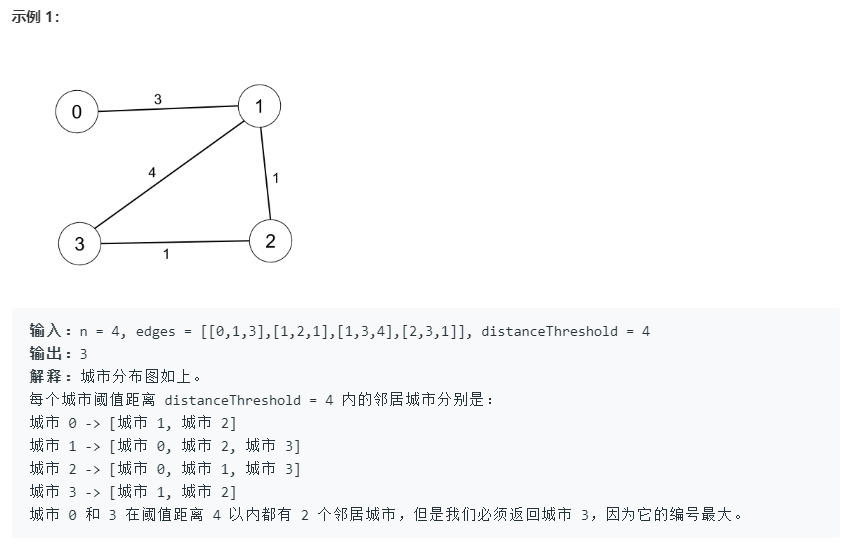 示例 1：
0
3
1
4
1
3
1
2
输入：n = 4, edges = [[0,1,3],[1,2,1],[1,3,4],[2,3,1]], distanceThreshold = 4
输出：3
解释：城市分布图如上。
每个城市阈值距离 distanceThreshold = 4 内的邻居城市分别是：
城市 0 -> [城市 1, 城市 2]
城市 1 -> [城市 0, 城市 2, 城市 3]
城市 2 -> [城市 0, 城市 1, 城市 3]
城市 3 -> [城市 1, 城市 2]
城市 0 和 3 在阈值距离 4 以内都有 2 个邻居城市，但是我们必须返回城市 3，因为它的编号最大。